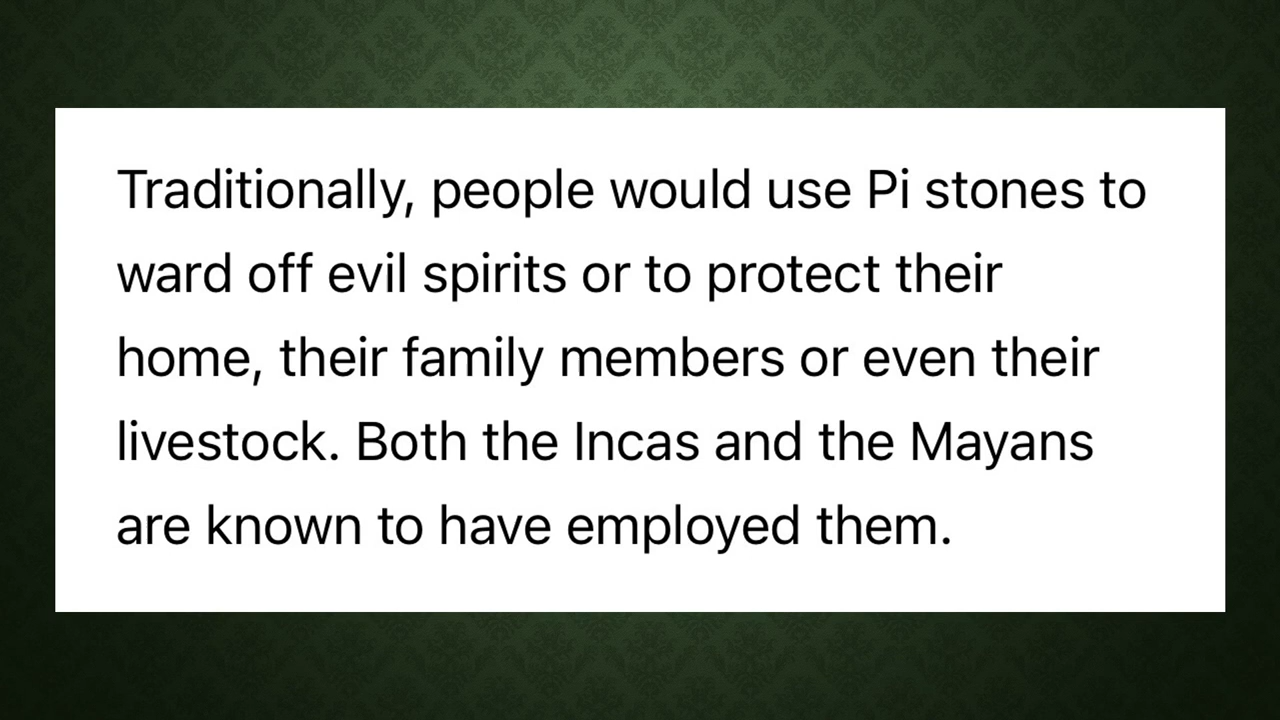 Traditionally, people would use Pi stones to
ward off evil spirits or to protect their
home, their family members or even their
livestock. Both the Incas and the Mayans
are known to have employed them.